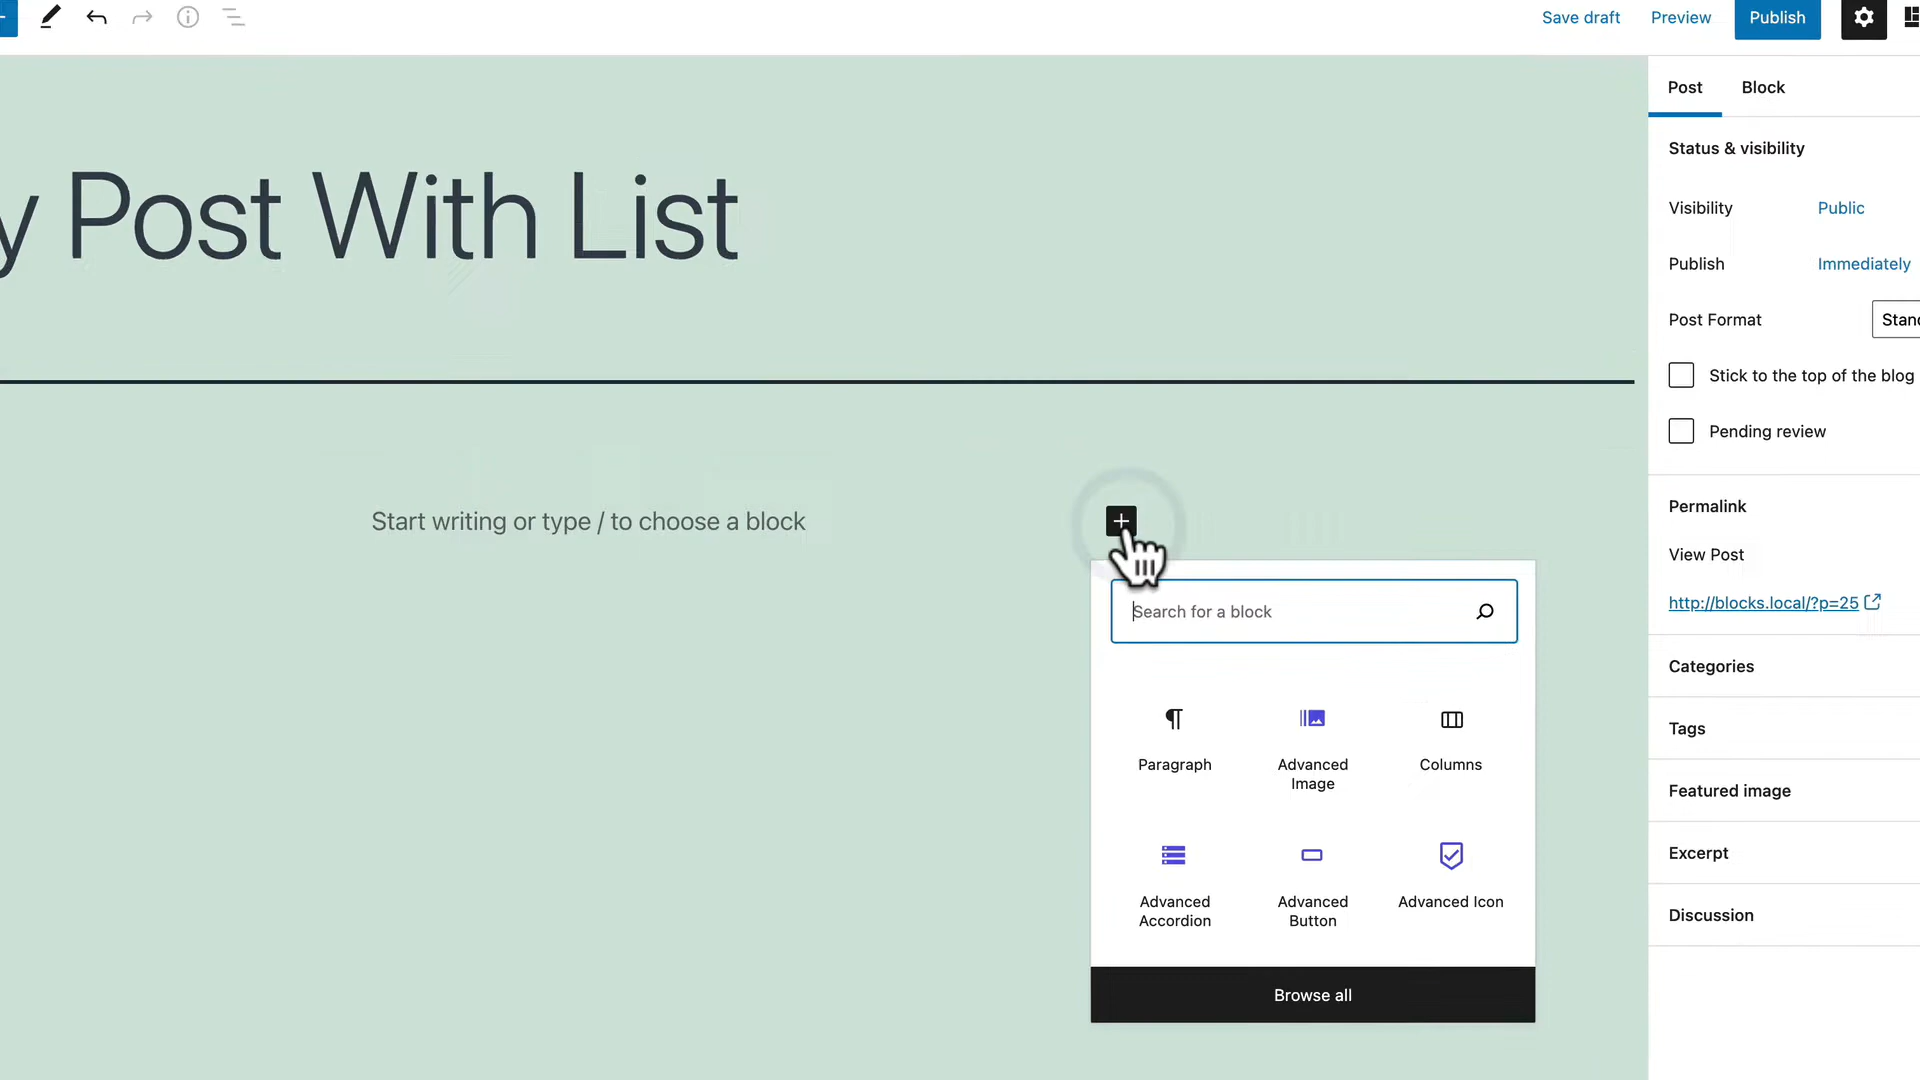 Save draft Preview Publish
y Post With List
Start writing or type / to choose a block
Search for a block
Paragraph
Advanced
Image
Columns
Advanced
Accordion
Advanced
Button
Advanced Icon
Browse all
Post Block
Status & visibility
Visibility Public
Publish Immediately
Post Format Stand
Stick to the top of the blog
Pending review
Permalink
View Post
http://blocks.local/?p=25
Categories
Tags
Featured image
Excerpt
Discussion